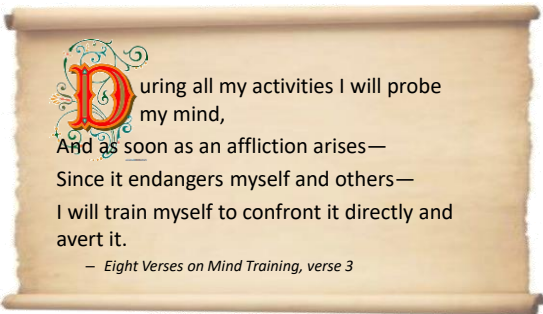 During all my activities I will probe
my mind,
And as soon as an affliction arises—
Since it endangers myself and others—
I will train myself to confront it directly and
avert it.
– Eight Verses on Mind Training, verse 3